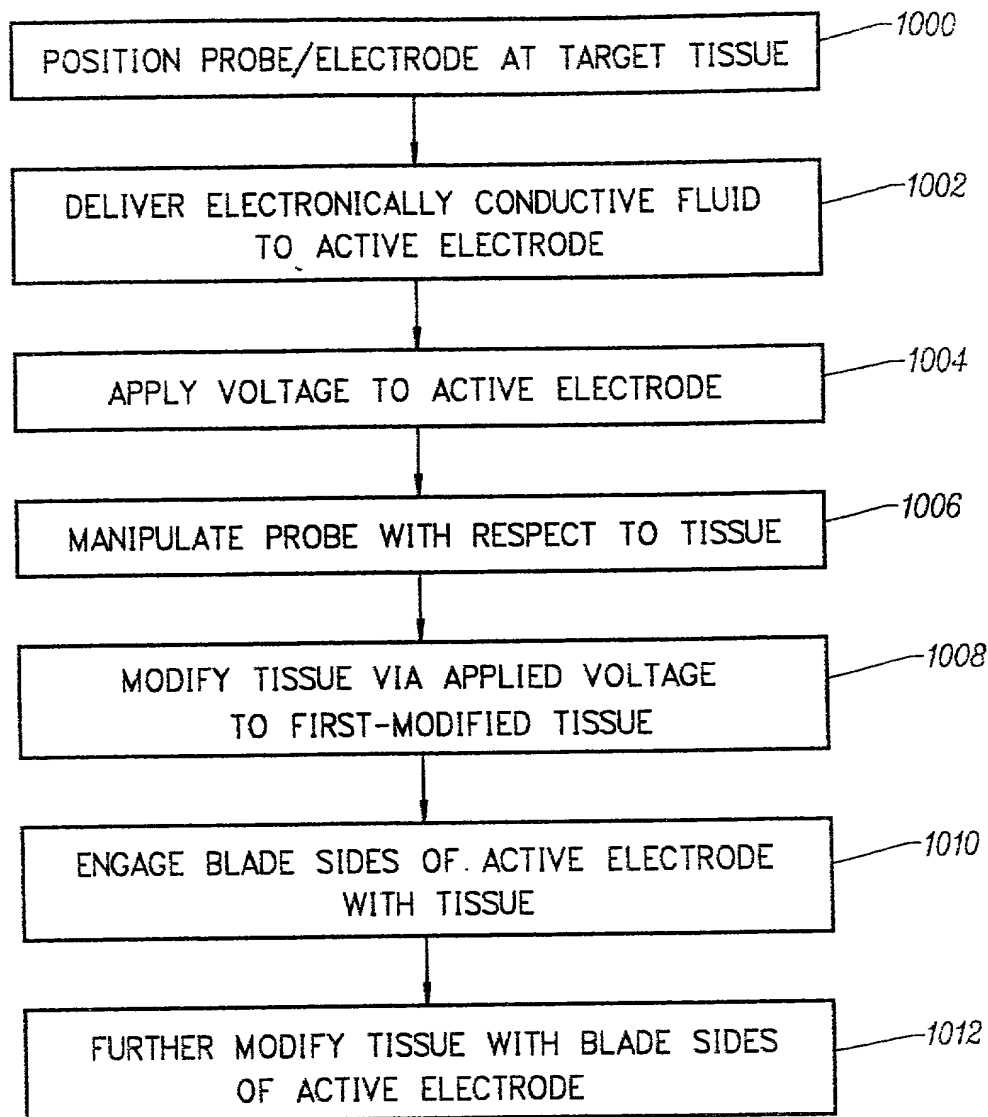 1000
POSITION PROBE/ELECTRODE AT TARGET TISSUE
1002
DELIVER ELECTRONICALLY CONDUCTIVE FLUID
TO ACTIVE ELECTRODE
1004
APPLY VOLTAGE TO ACTIVE ELECTRODE
1006
MANIPULATE PROBE WITH RESPECT TO TISSUE
1008
MODIFY TISSUE VIA APPLIED VOLTAGE
TO FIRST-MODIFIED TISSUE
1010
ENGAGE BLADE SIDES OF ACTIVE ELECTRODE
WITH TISSUE
1012
FURTHER MODIFY TISSUE WITH BLADE SIDES
OF ACTIVE ELECTRODE